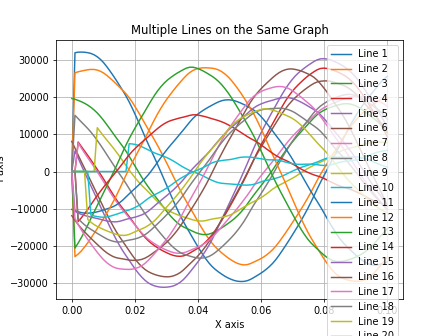 Multiple Lines on the Same Graph
30000
20000
10000
0
−10000
−20000
−30000
0.00 0.02 0.04 0.06
X axis
axis
Line 1
Line 2
Line 3
Line 4
Line 5
Line 6
Line 7
Line 8
Line 9
Line 10
Line 11
Line 12
Line 13
Line 14
Line 15
Line 16
Line 17
Line 18
Line 19
Line 20